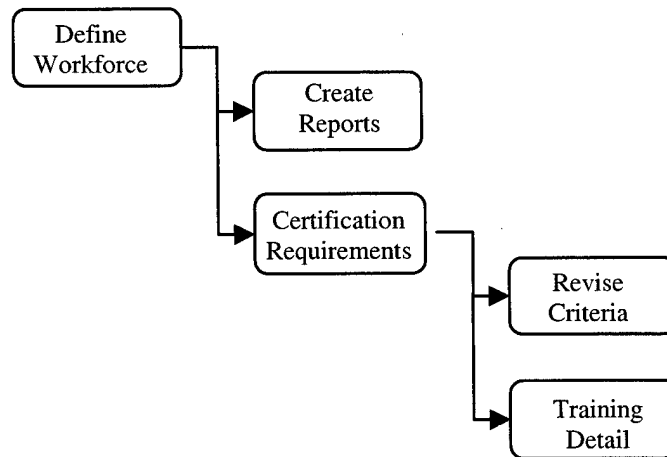 Define
Workforce
Create
Reports
Certification
Requirements
Revise
Criteria
Training
Detail